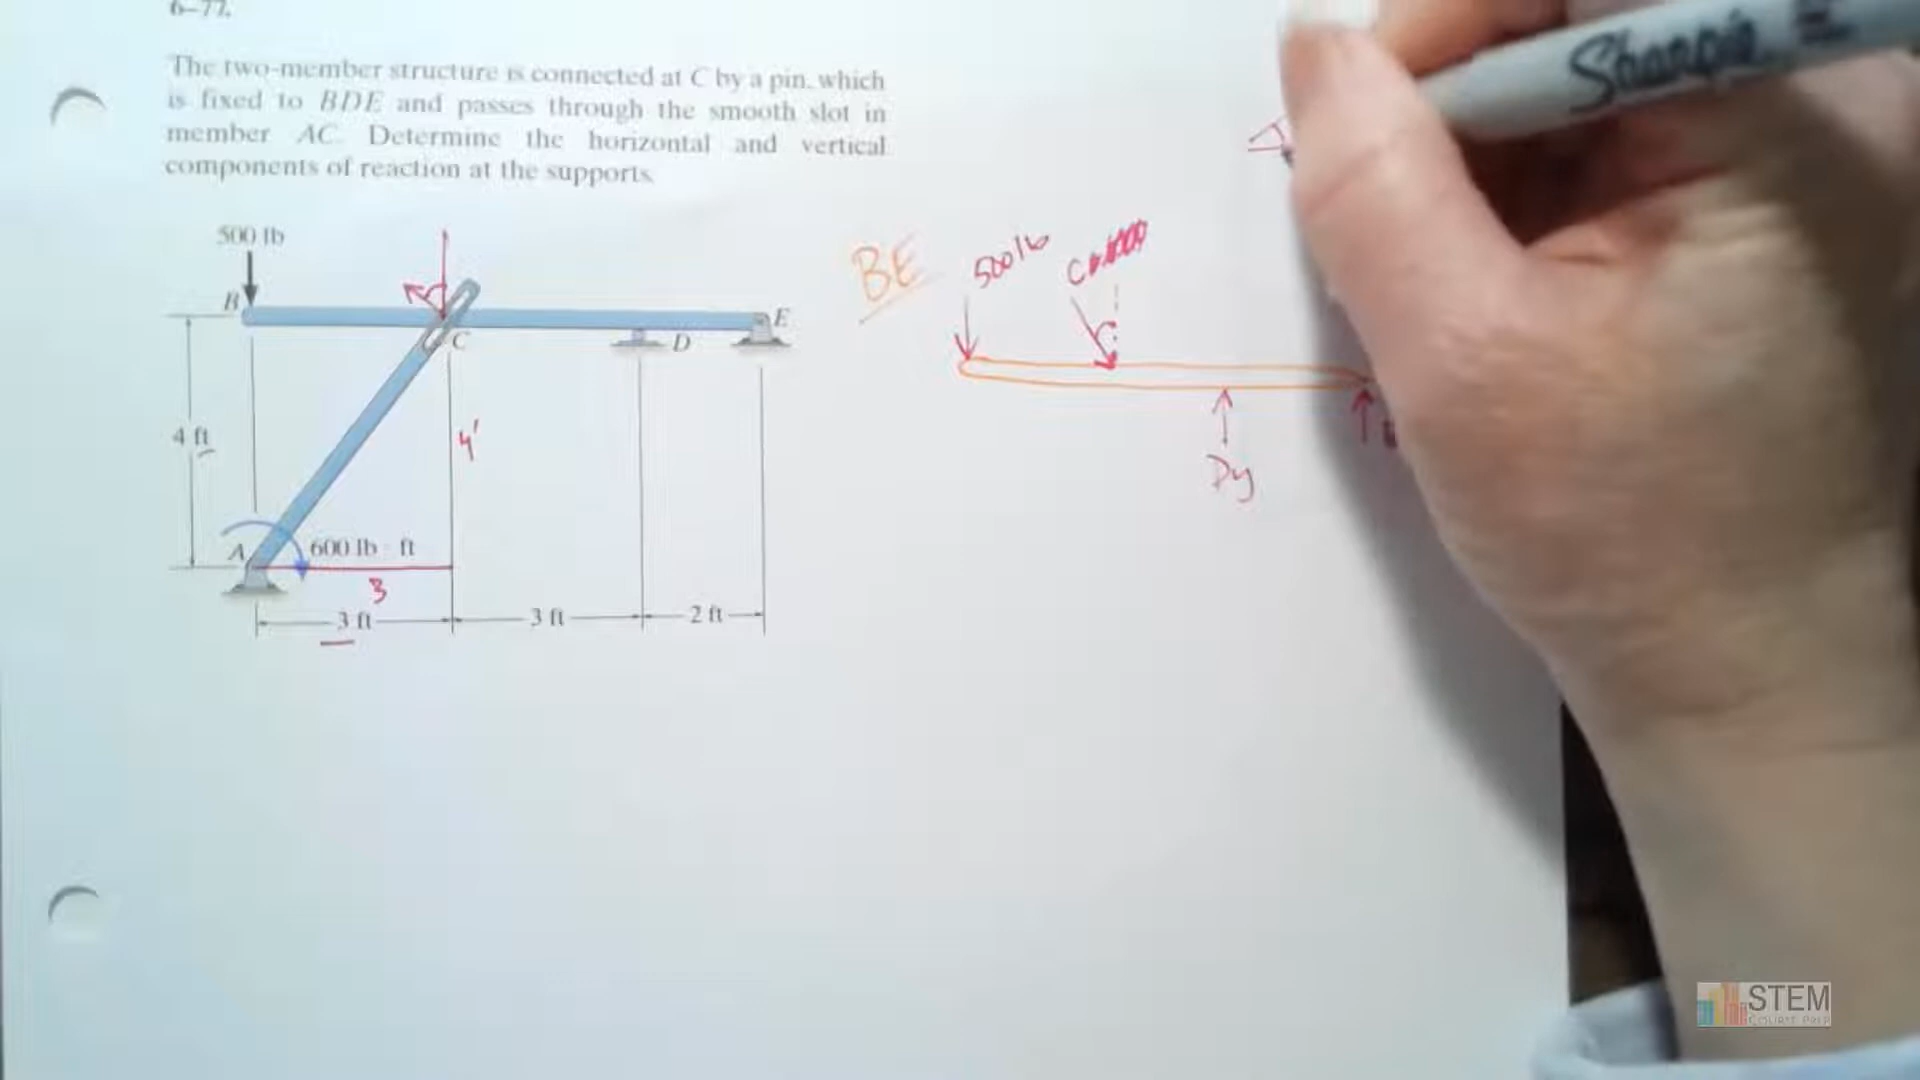 6–77.
The two-member structure is connected at C by a pin, which
is fixed to BDE and passes through the smooth slot in
member AC. Determine the horizontal and vertical
components of reaction at the supports.
500 lb
B
C
D
E
4 ft
4'
A
600 lb · ft
3
3 ft
3 ft
2 ft
BE
500 lb
C
Dy
Sharpie
STEM
COURSE PREP